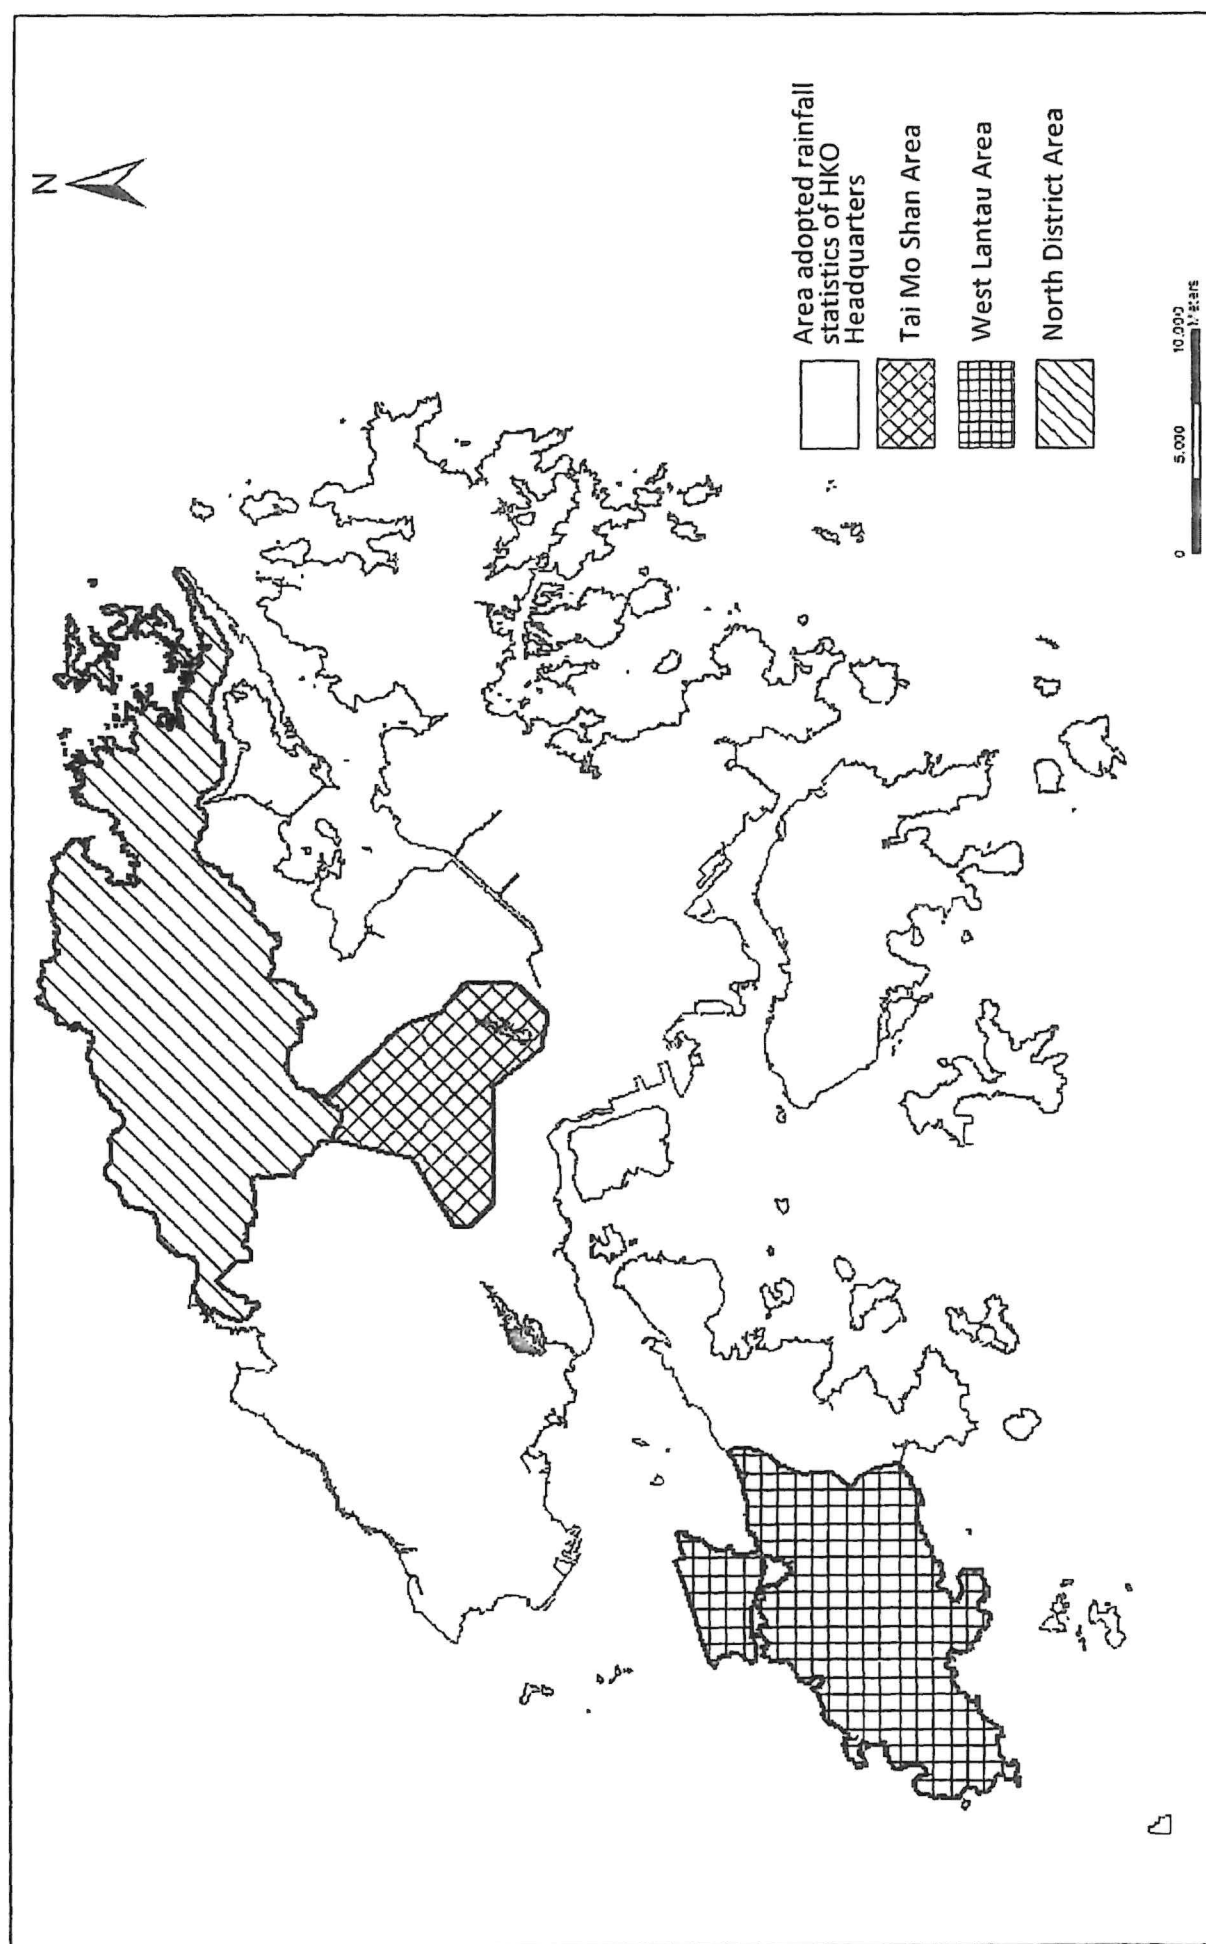 N
Area adopted rainfall
statistics of HKO
Headquarters
Tai Mo Shan Area
West Lantau Area
North District Area
0 5,000 10,000
Meters